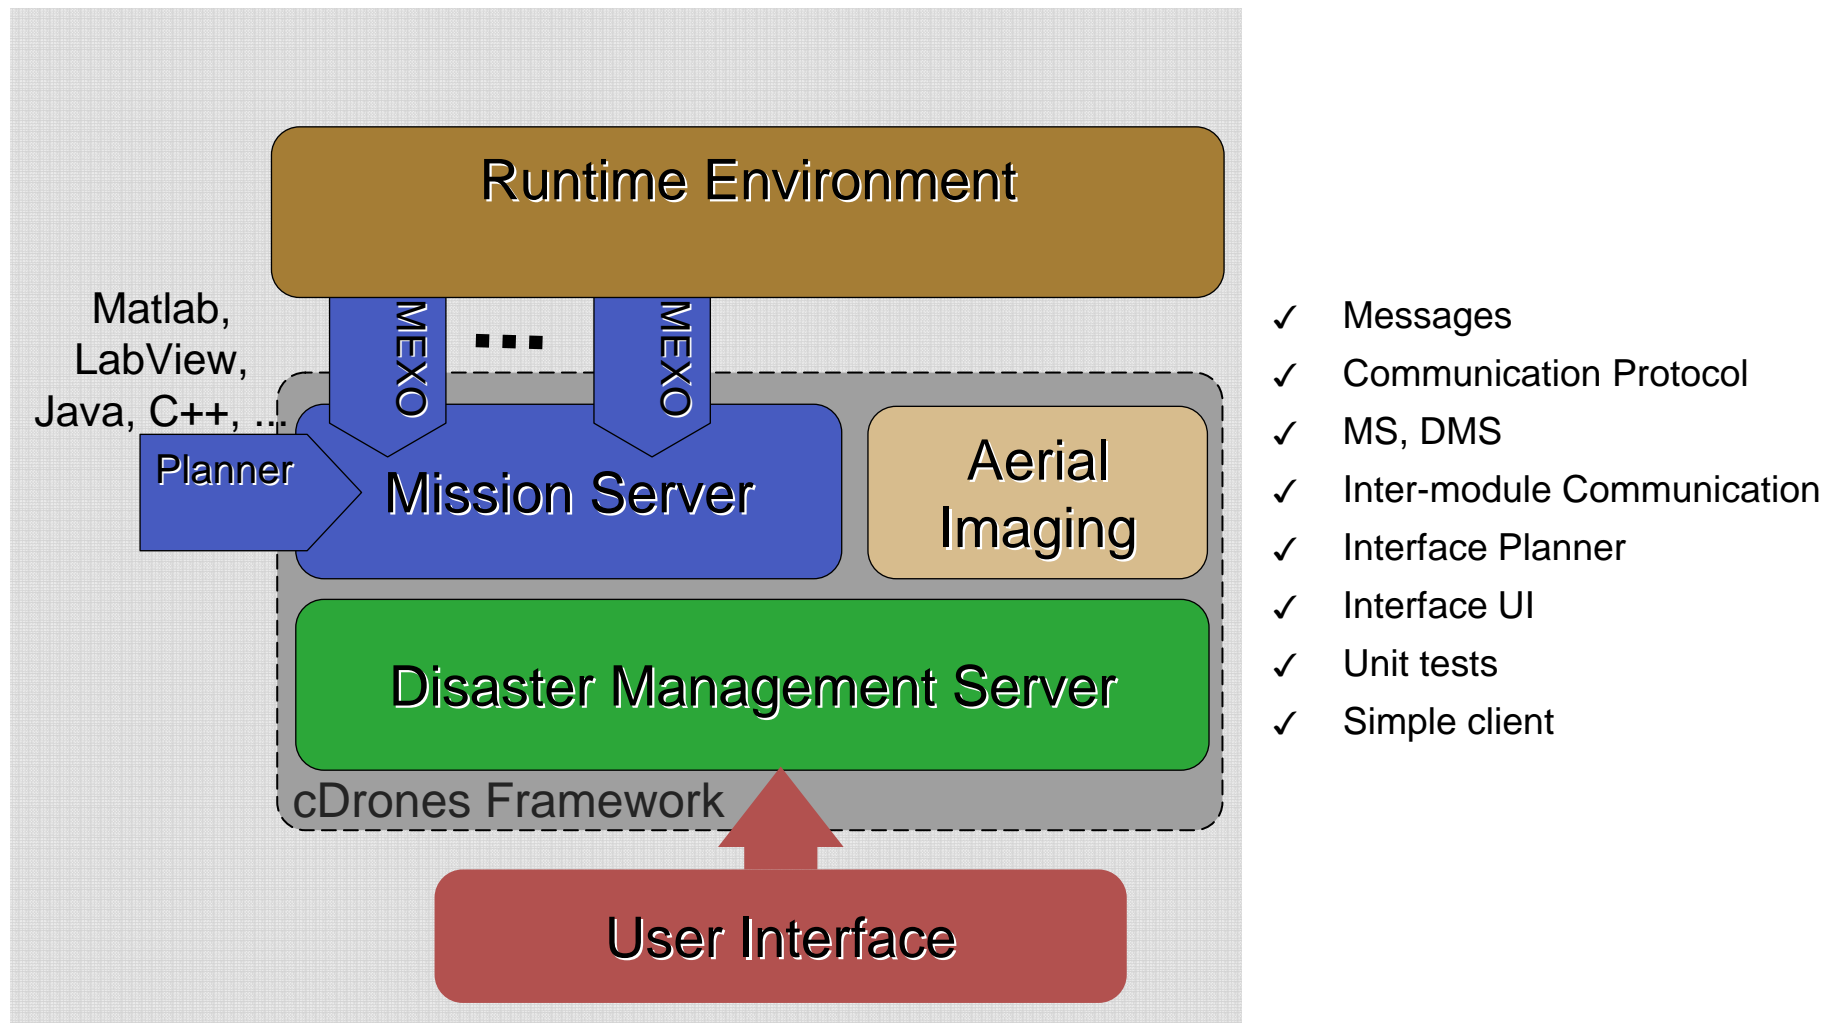 Runtime Environment
Matlab,
LabView,
Java, C++, ...
MEXO
...
MEXO
Planner
Mission Server
Aerial
Imaging
Disaster Management Server
cDrones Framework
User Interface
✓ Messages
✓ Communication Protocol
✓ MS, DMS
✓ Inter-module Communication
✓ Interface Planner
✓ Interface UI
✓ Unit tests
✓ Simple client